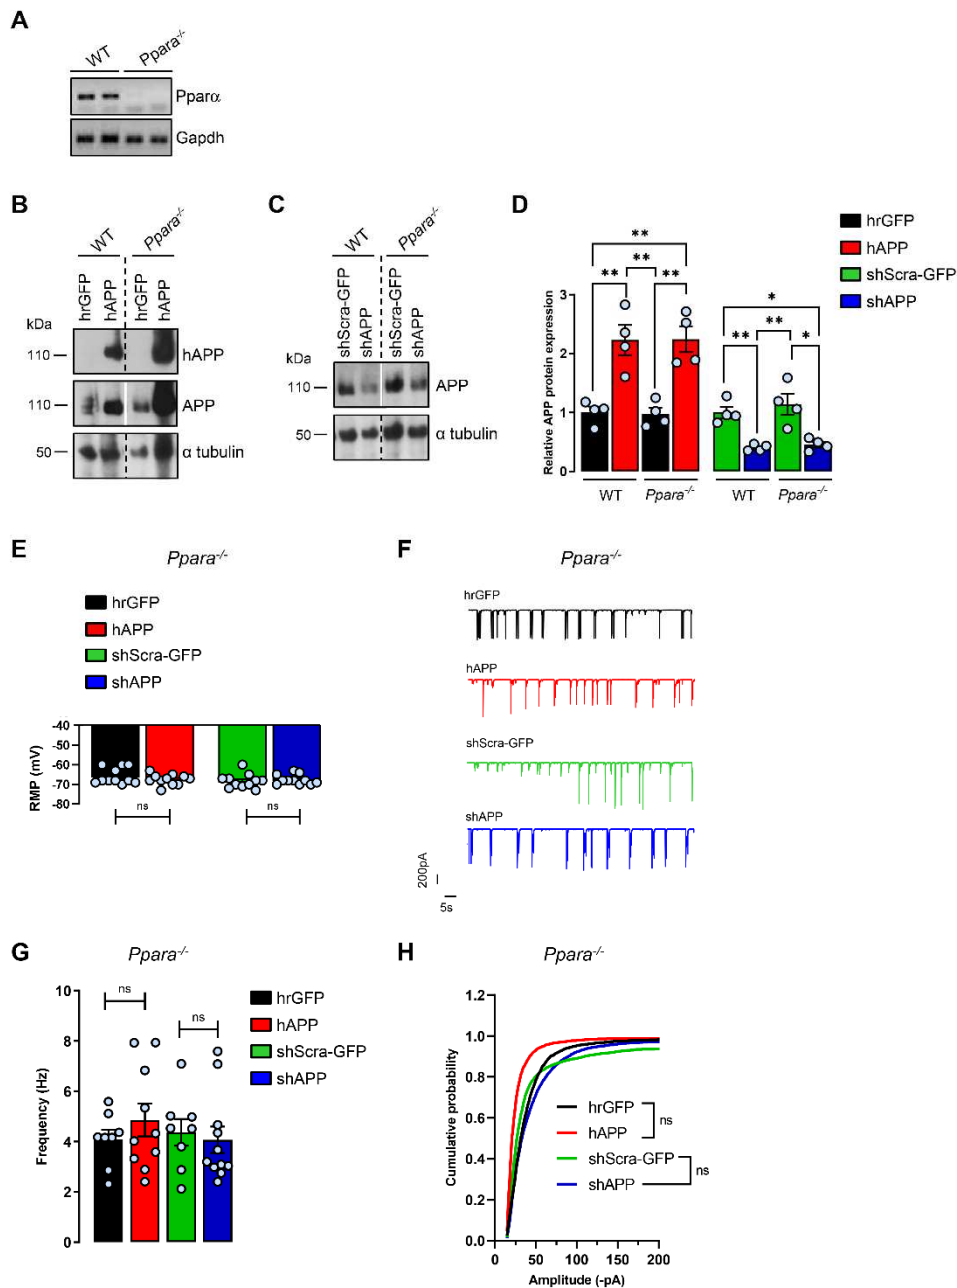 A
WT
Ppara-/-
Pparα
Gapdh
B
WT
Ppara-/-
hrGFP
hAPP
hrGFP
hAPP
kDa
110
hAPP
110
APP
50
α tubulin
C
WT
Ppara-/-
shScra-GFP
shAPP
shScra-GFP
shAPP
kDa
110
APP
50
α tubulin
D
hrGFP
hAPP
shScra-GFP
shAPP
**
**
**
**
*
**
**
*
Relative APP protein expression
3
2
1
0
WT
Ppara-/-
WT
Ppara-/-
E
Ppara-/-
hrGFP
hAPP
shScra-GFP
shAPP
RMP (mV)
-40
-50
-60
-70
-80
ns
ns
F
Ppara-/-
hrGFP
hAPP
shScra-GFP
shAPP
200pA
5s
G
Ppara-/-
ns
ns
hrGFP
hAPP
shScra-GFP
shAPP
Frequency (Hz)
10
8
6
4
2
0
H
Ppara-/-
Cumulative probability
1.2
1.0
0.8
0.6
0.4
0.2
0.0
hrGFP
hAPP
ns
shScra-GFP
shAPP
ns
0
50
100
150
200
Amplitude (-pA)